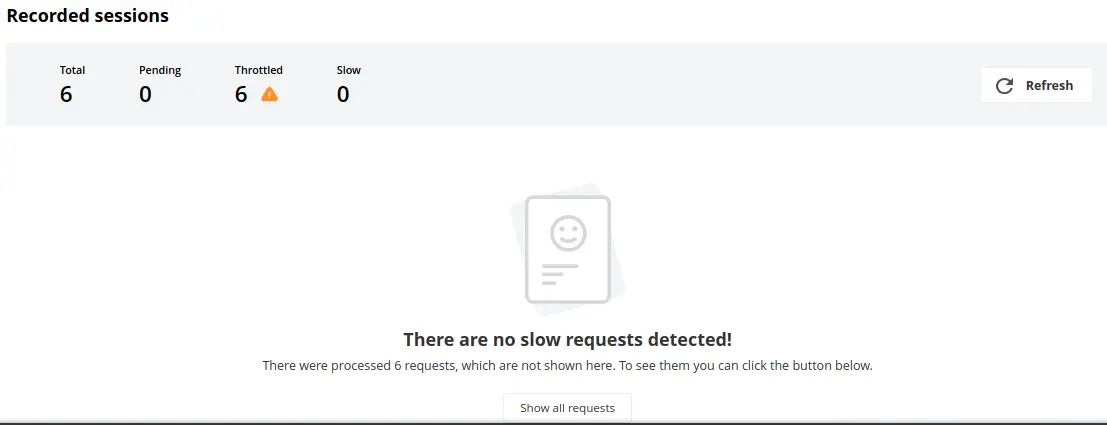 Recorded sessions
Total Pending Throttled Slow
6 0 6 0
Refresh
There are no slow requests detected!
There were processed 6 requests, which are not shown here. To see them you can click the button below.
Show all requests